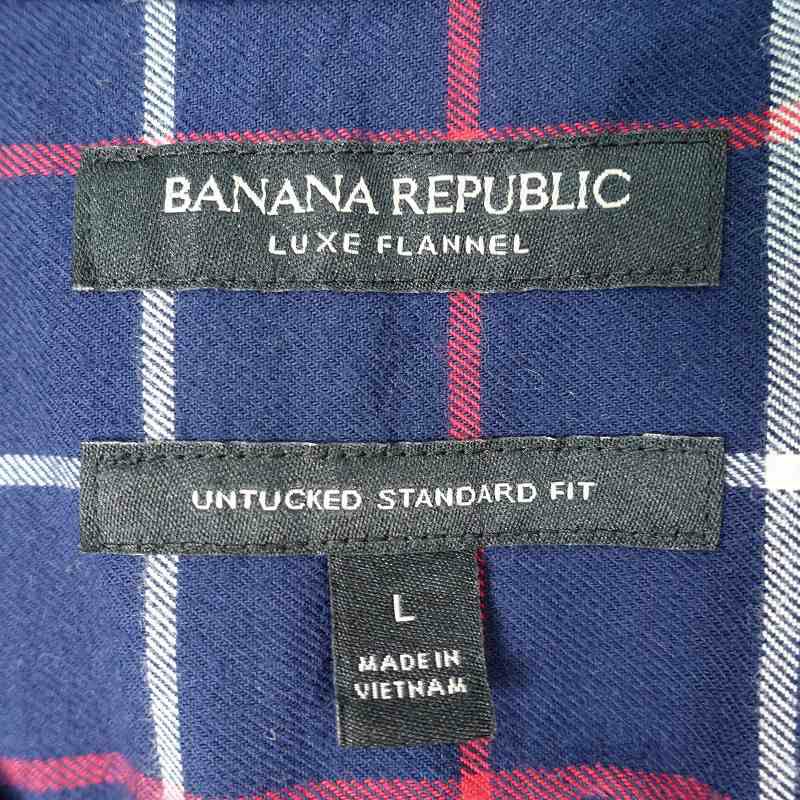 BANANA REPUBLIC
LUXE FLANNEL
UNTUCKED STANDARD FIT
L
MADE IN
VIETNAM